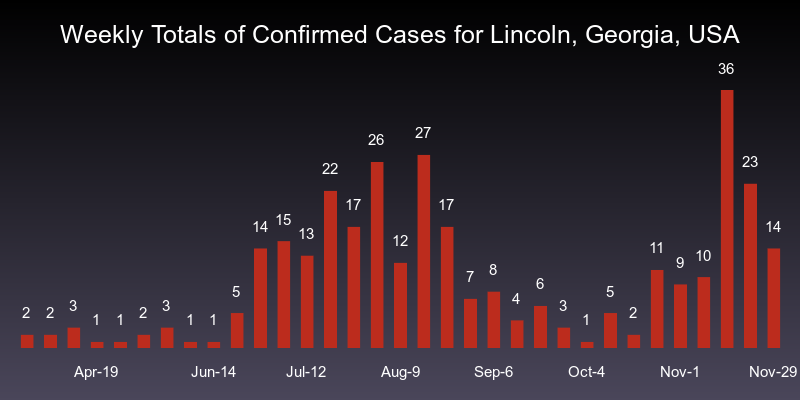 Weekly Totals of Confirmed Cases for Lincoln, Georgia, USA
2 2 3 1 1 2 3 1 1 5 14 15 13 22 17 26 12 27 17 7 8 4 6 3 1 5 2 11 9 10 36 23 14
Apr-19 Jun-14 Jul-12 Aug-9 Sep-6 Oct-4 Nov-1 Nov-29